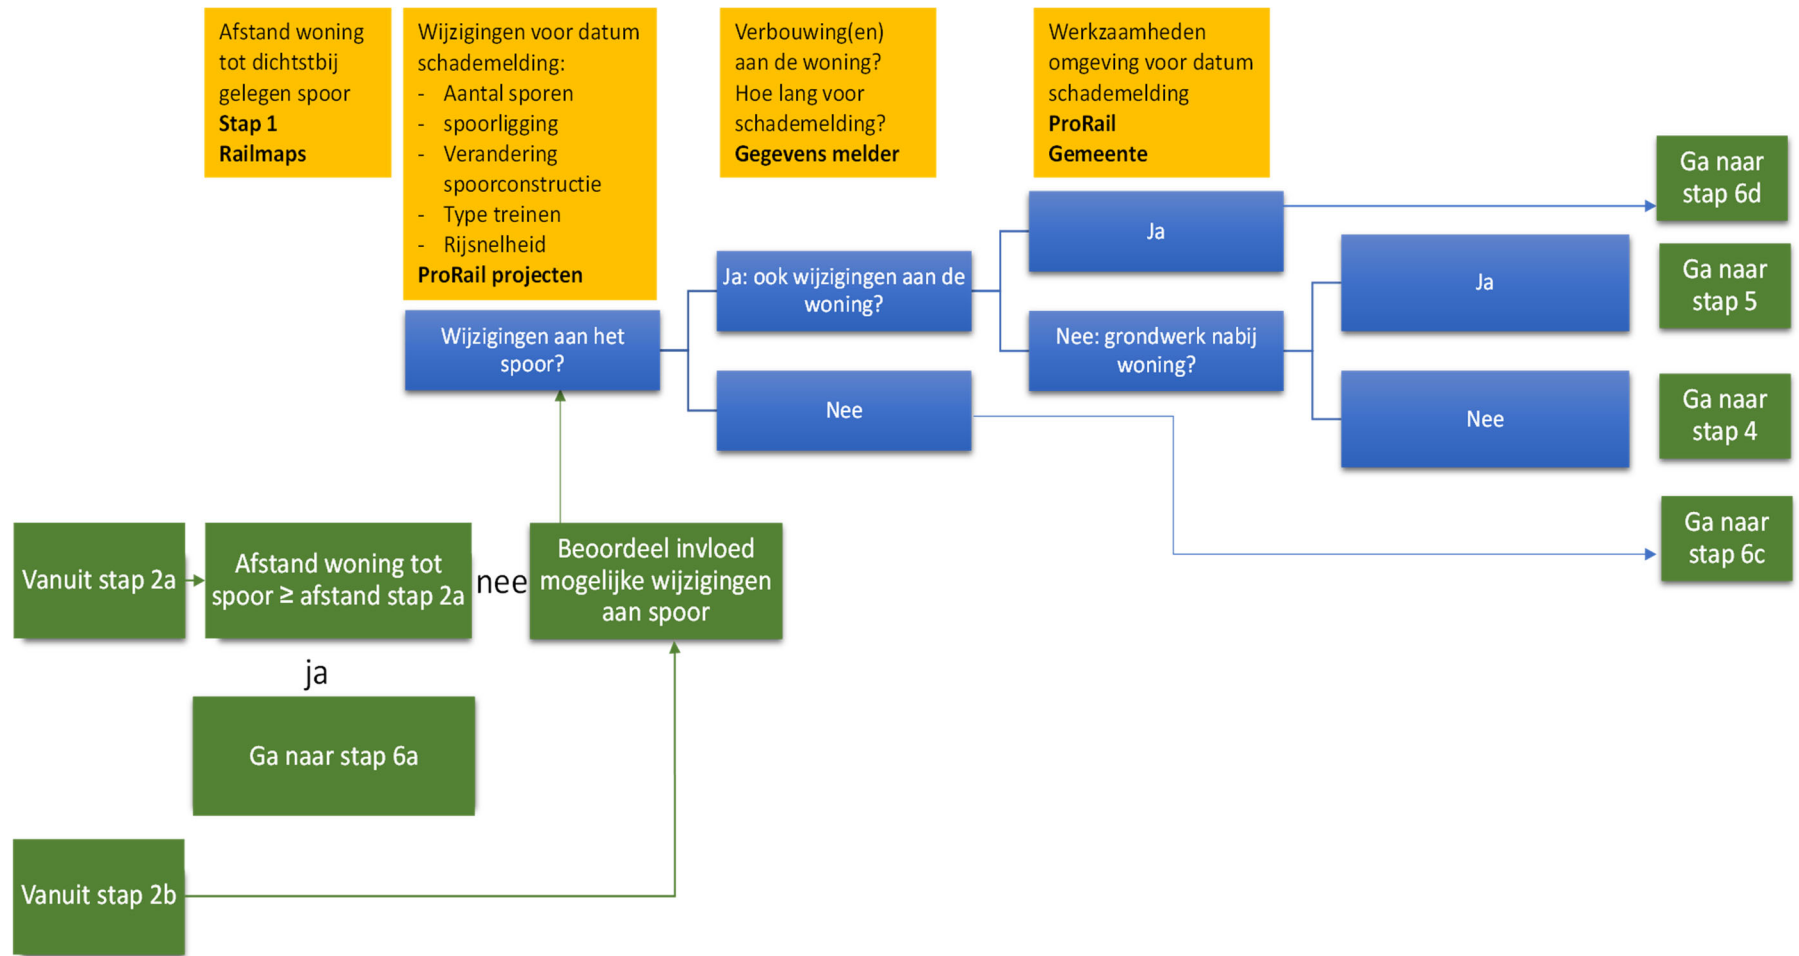 Afstand woning
tot dichtstbij
gelegen spoor
Stap 1
Railmaps
Wijzigingen voor datum
schademelding:
- Aantal sporen
- spoorligging
- Verandering
spoorconstructie
- Type treinen
- Rijsnelheid
ProRail projecten
Verbouwing(en)
aan de woning?
Hoe lang voor
schademelding?
Gegevens melder
Werkzaamheden
omgeving voor datum
schademelding
ProRail
Gemeente
Wijzigingen aan het
spoor?
Ja: ook wijzigingen aan de
woning?
Nee
Ja
Nee: grondwerk nabij
woning?
Ja
Nee
Ga naar
stap 6d
Ga naar
stap 5
Ga naar
stap 4
Ga naar
stap 6c
Vanuit stap 2a
Afstand woning tot
spoor ≥ afstand stap 2a
nee
Beoordeel invloed
mogelijke wijzigingen
aan spoor
ja
Ga naar stap 6a
Vanuit stap 2b